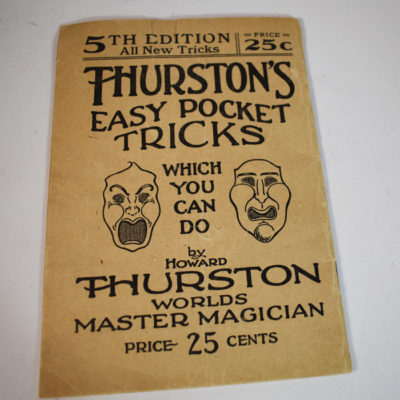 5TH EDITION
All New Tricks
PRICE
25c
THURSTON'S
EASY POCKET
TRICKS
WHICH
YOU
CAN
DO
by
HOWARD
THURSTON
WORLDS
MASTER MAGICIAN
PRICE- 25 CENTS